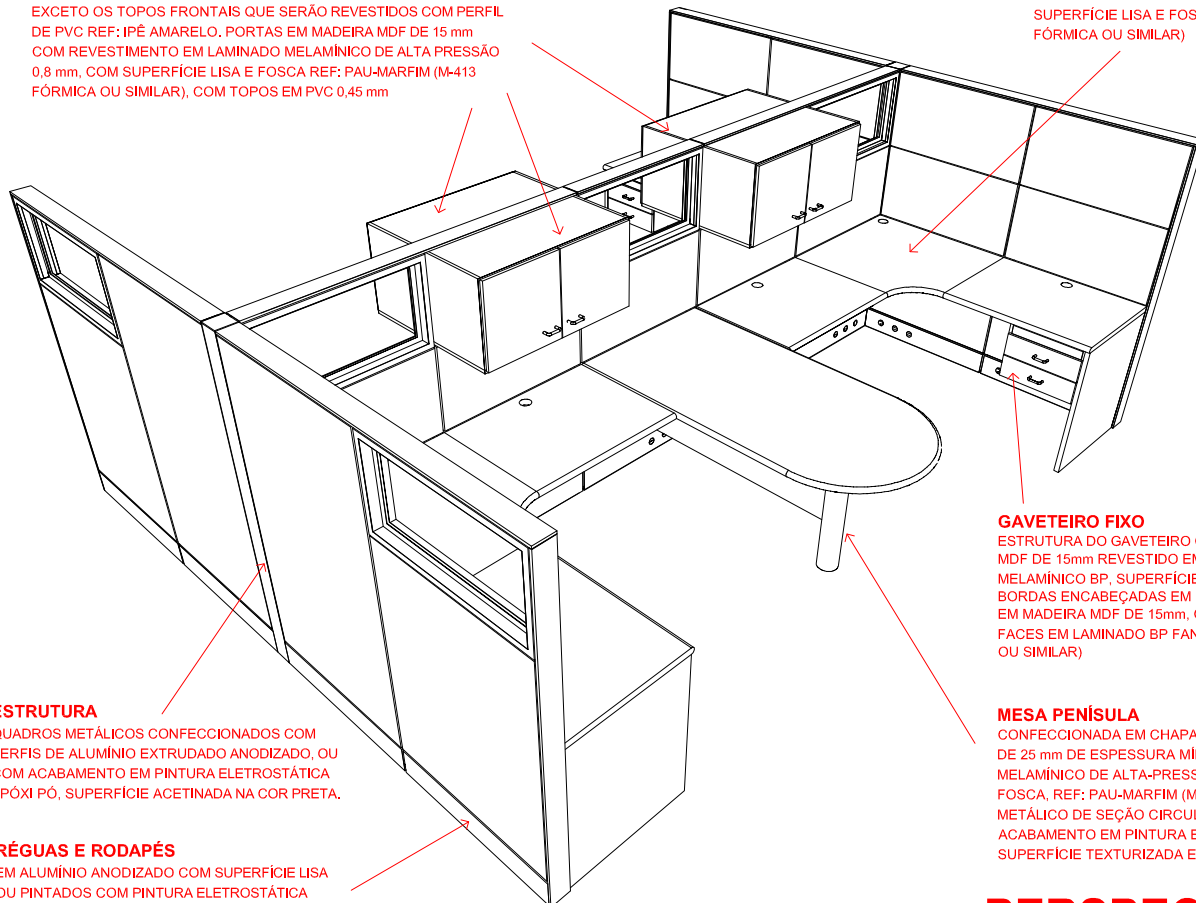 EXCETO OS TOPOS FRONTAIS QUE SERÃO REVESTIDOS COM PERFIL
DE PVC REF: IPÊ AMARELO. PORTAS EM MADEIRA MDF DE 15 mm
COM REVESTIMENTO EM LAMINADO MELAMÍNICO DE ALTA PRESSÃO
0,8 mm, COM SUPERFÍCIE LISA E FOSCA REF: PAU-MARFIM (M-413
FÓRMICA OU SIMILAR), COM TOPOS EM PVC 0,45 mm
SUPERFÍCIE LISA E FOS
FÓRMICA OU SIMILAR)
GAVETEIRO FIXO
ESTRUTURA DO GAVETEIRO
MDF DE 15mm REVESTIDO EM
MELAMÍNICO BP, SUPERFÍCIE
BORDAS ENCABEÇADAS EM
EM MADEIRA MDF DE 15mm,
FACES EM LAMINADO BP FAN
OU SIMILAR)
ESTRUTURA
QUADROS METÁLICOS CONFECCIONADOS COM
PERFIS DE ALUMÍNIO EXTRUDADO ANODIZADO, OU
COM ACABAMENTO EM PINTURA ELETROSTÁTICA
EPÓXI PÓ, SUPERFÍCIE ACETINADA NA COR PRETA.
MESA PENÍSULA
CONFECCIONADA EM CHAPA
DE 25 mm DE ESPESSURA MÍ
MELAMÍNICO DE ALTA-PRESS
FOSCA, REF: PAU-MARFIM (M
METÁLICO DE SEÇÃO CIRCUL
ACABAMENTO EM PINTURA E
SUPERFÍCIE TEXTURIZADA E
RÉGUAS E RODAPÉS
EM ALUMÍNIO ANODIZADO COM SUPERFÍCIE LISA
OU PINTADOS COM PINTURA ELETROSTÁTICA